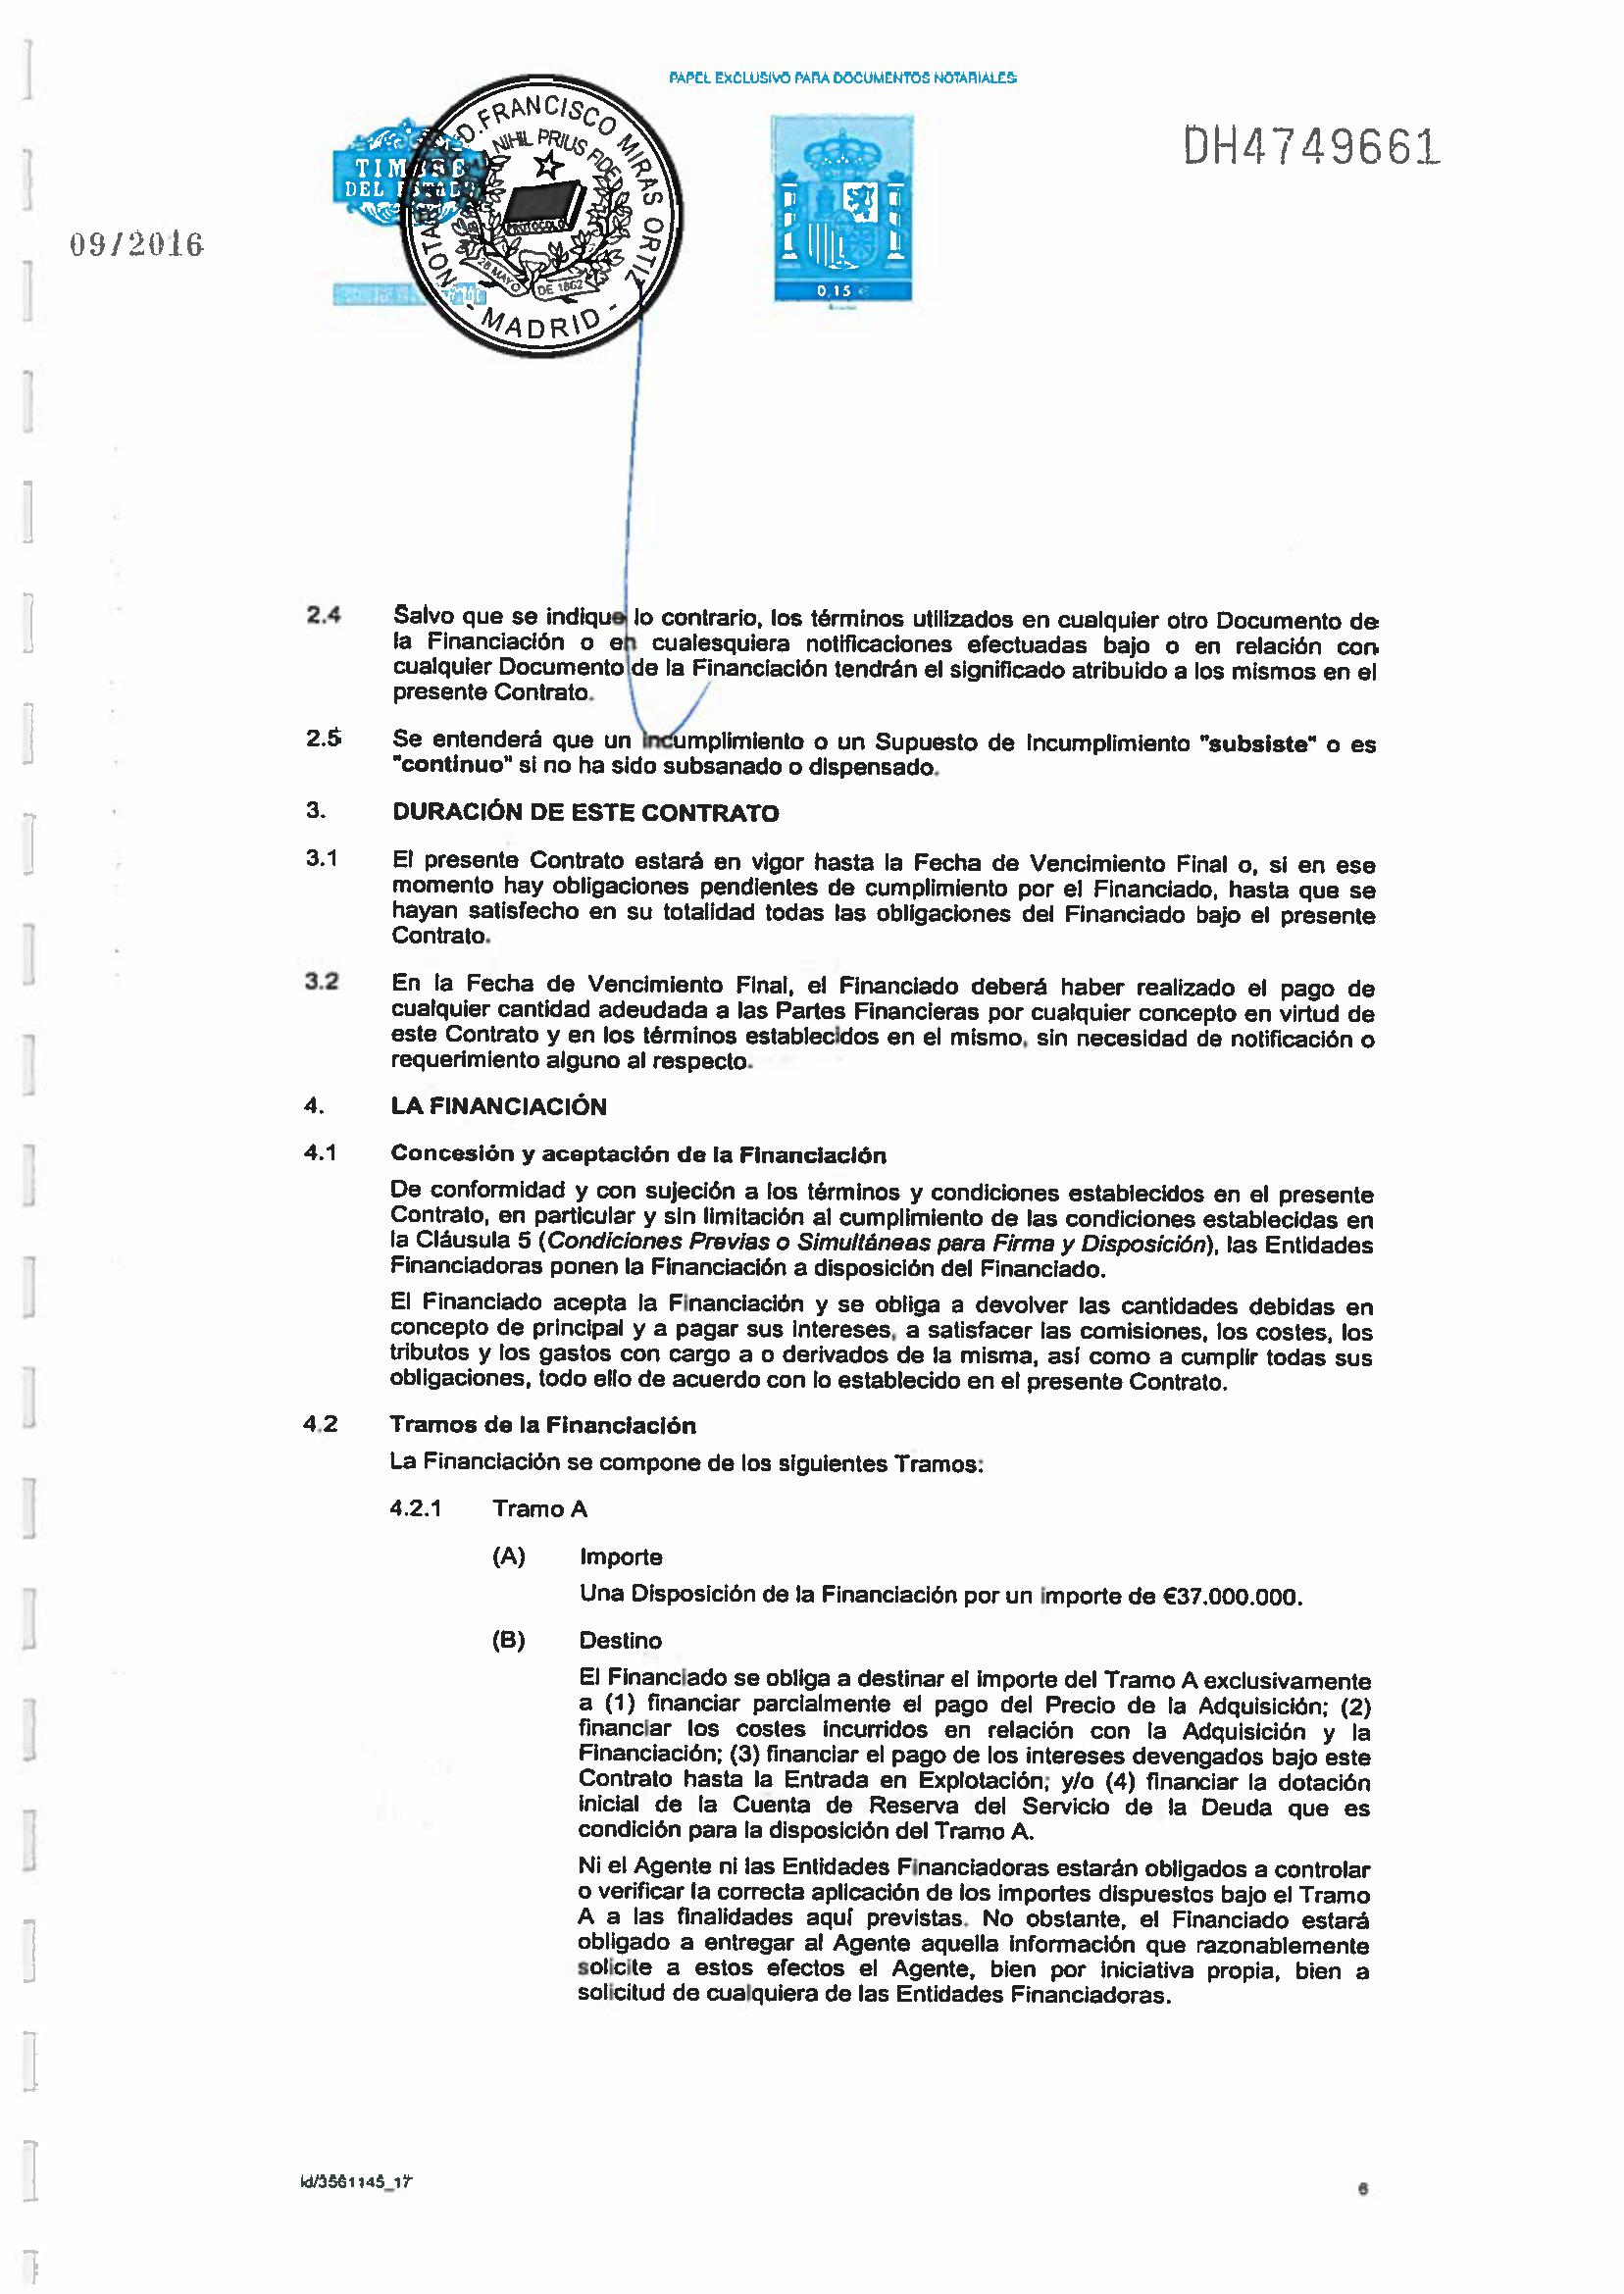 PAPEL EXCLUSIVO PARA DOCUMENTOS NOTARIALES
DH4749661
TIMBRE
DEL ESTADO
NOTARIA D. FRANCISCO MIRAS ORTIZ
NIHIL PRIUS FIDE
PROTOCOLO
28 MAYO DE 1862
- MADRID -
0,15 €
09/2016
2.4 Salvo que se indique lo contrario, los términos utilizados en cualquier otro Documento de
la Financiación o en cualesquiera notificaciones efectuadas bajo o en relación con
cualquier Documento de la Financiación tendrán el significado atribuido a los mismos en el
presente Contrato.
2.5 Se entenderá que un incumplimiento o un Supuesto de Incumplimiento "subsiste" o es
"continuo" si no ha sido subsanado o dispensado.
3. DURACIÓN DE ESTE CONTRATO
3.1 El presente Contrato estará en vigor hasta la Fecha de Vencimiento Final o, si en ese
momento hay obligaciones pendientes de cumplimiento por el Financiado, hasta que se
hayan satisfecho en su totalidad todas las obligaciones del Financiado bajo el presente
Contrato.
3.2 En la Fecha de Vencimiento Final, el Financiado deberá haber realizado el pago de
cualquier cantidad adeudada a las Partes Financieras por cualquier concepto en virtud de
este Contrato y en los términos establecidos en el mismo, sin necesidad de notificación o
requerimiento alguno al respecto.
4. LA FINANCIACIÓN
4.1 Concesión y aceptación de la Financiación
De conformidad y con sujeción a los términos y condiciones establecidos en el presente
Contrato, en particular y sin limitación al cumplimiento de las condiciones establecidas en
la Cláusula 5 (Condiciones Previas o Simultáneas para Firma y Disposición), las Entidades
Financiadoras ponen la Financiación a disposición del Financiado.
El Financiado acepta la Financiación y se obliga a devolver las cantidades debidas en
concepto de principal y a pagar sus intereses, a satisfacer las comisiones, los costes, los
tributos y los gastos con cargo a o derivados de la misma, así como a cumplir todas sus
obligaciones, todo ello de acuerdo con lo establecido en el presente Contrato.
4.2 Tramos de la Financiación
La Financiación se compone de los siguientes Tramos:
4.2.1 Tramo A
(A) Importe
Una Disposición de la Financiación por un importe de €37.000.000.
(B) Destino
El Financiado se obliga a destinar el importe del Tramo A exclusivamente
a (1) financiar parcialmente el pago del Precio de la Adquisición; (2)
financiar los costes incurridos en relación con la Adquisición y la
Financiación; (3) financiar el pago de los intereses devengados bajo este
Contrato hasta la Entrada en Explotación; y/o (4) financiar la dotación
inicial de la Cuenta de Reserva del Servicio de la Deuda que es
condición para la disposición del Tramo A.
Ni el Agente ni las Entidades Financiadoras estarán obligados a controlar
o verificar la correcta aplicación de los importes dispuestos bajo el Tramo
A a las finalidades aquí previstas. No obstante, el Financiado estará
obligado a entregar al Agente aquella información que razonablemente
solicite a estos efectos el Agente, bien por iniciativa propia, bien a
solicitud de cualquiera de las Entidades Financiadoras.
id/3561145_17
6